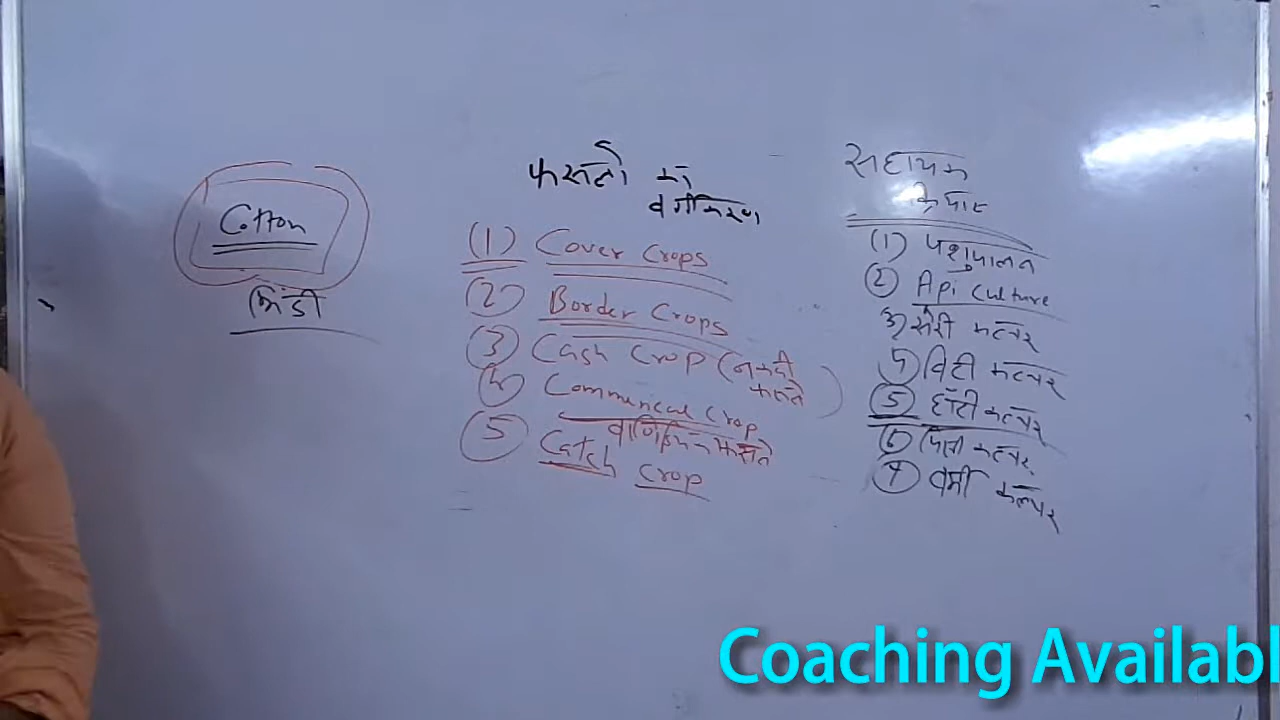 Cotton
भिंडी
फसलों का
वर्गीकरण
(1) Cover Crops
(2) Border Crops
(3) Cash Crop (नकदी
फसलें )
(4) Commerical Crop
वाणिज्यिक फसलें
(5) Catch Crop
सहायक
(1) पशुपालन
(2) Api Culture
3) सेरी कल्चर
(4) विटी कल्चर
(5) हॉर्टी कल्चर
(6) कल्चर
(7) वर्मी कल्चर
Coaching Availabl